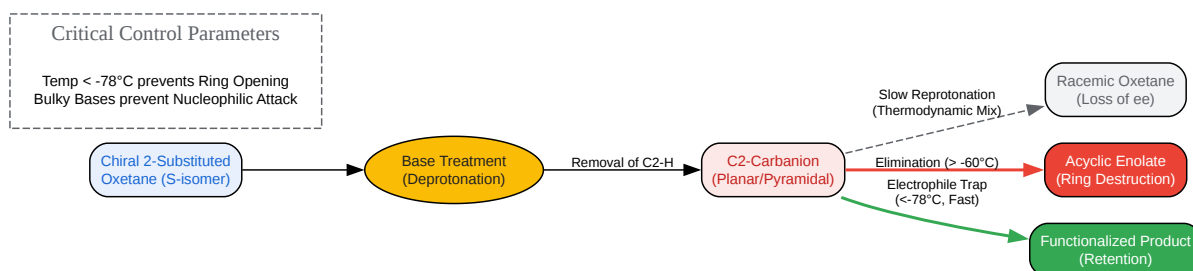 Critical Control Parameters
Temp < -78°C prevents Ring Opening
Bulky Bases prevent Nucleophilic Attack
Chiral 2-Substituted
Oxetane (S-isomer)
Base Treatment
(Deprotonation)
Removal of C2-H
C2-Carbanion
(Planar/Pyramidal)
Slow Reprotonation
(Thermodynamic Mix)
Racemic Oxetane
(Loss of ee)
Elimination (> -60°C)
Acyclic Enolate
(Ring Destruction)
Electrophile Trap
(<-78°C, Fast)
Functionalized Product
(Retention)